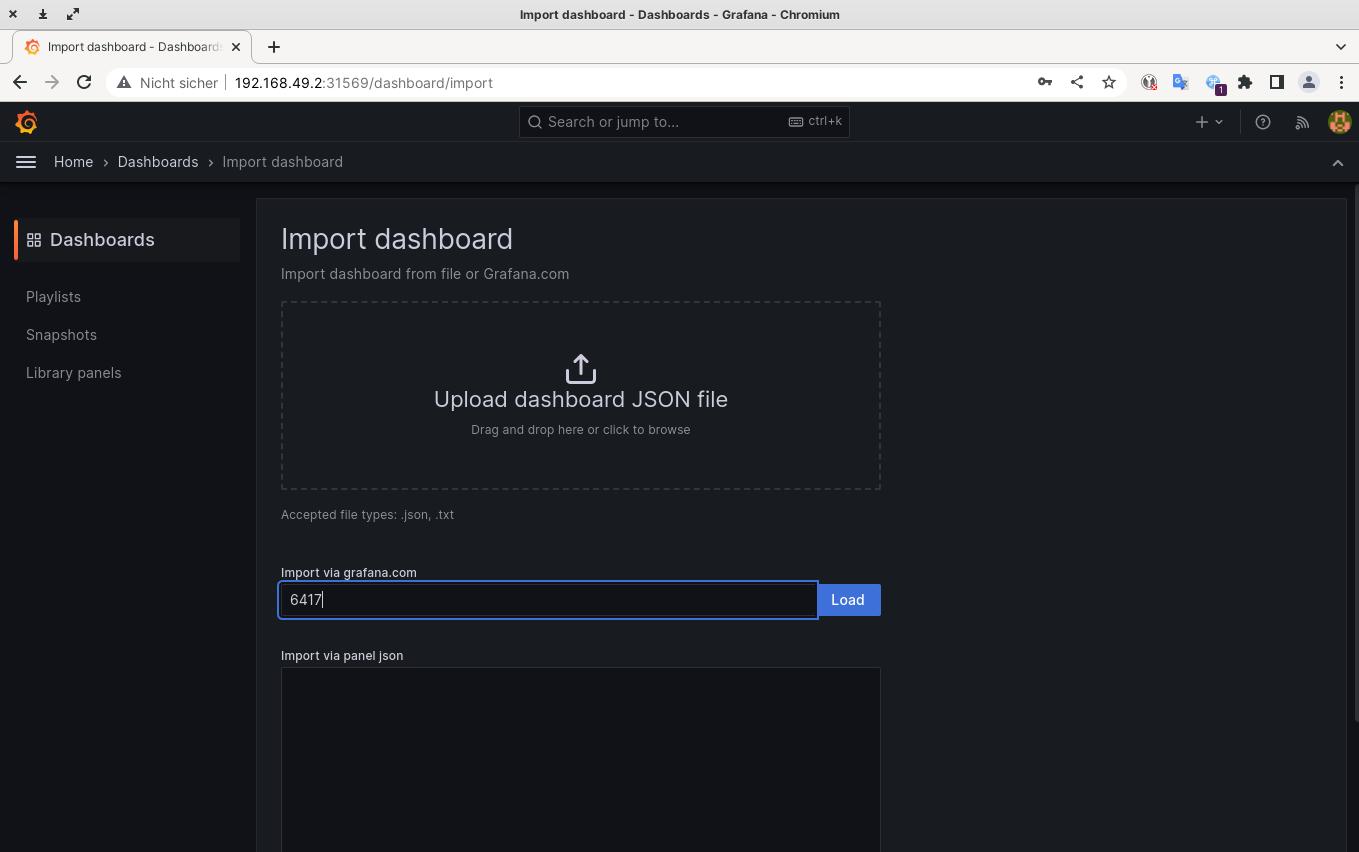 Import dashboard - Dashboards - Grafana - Chromium
Import dashboard - Dashboards
Nicht sicher 192.168.49.2:31569/dashboard/import
1
Search or jump to... ctrl+k
Home › Dashboards › Import dashboard
Dashboards
Playlists
Snapshots
Library panels
Import dashboard
Import dashboard from file or Grafana.com
Upload dashboard JSON file
Drag and drop here or click to browse
Accepted file types: .json, .txt
Import via grafana.com
6417 Load
Import via panel json